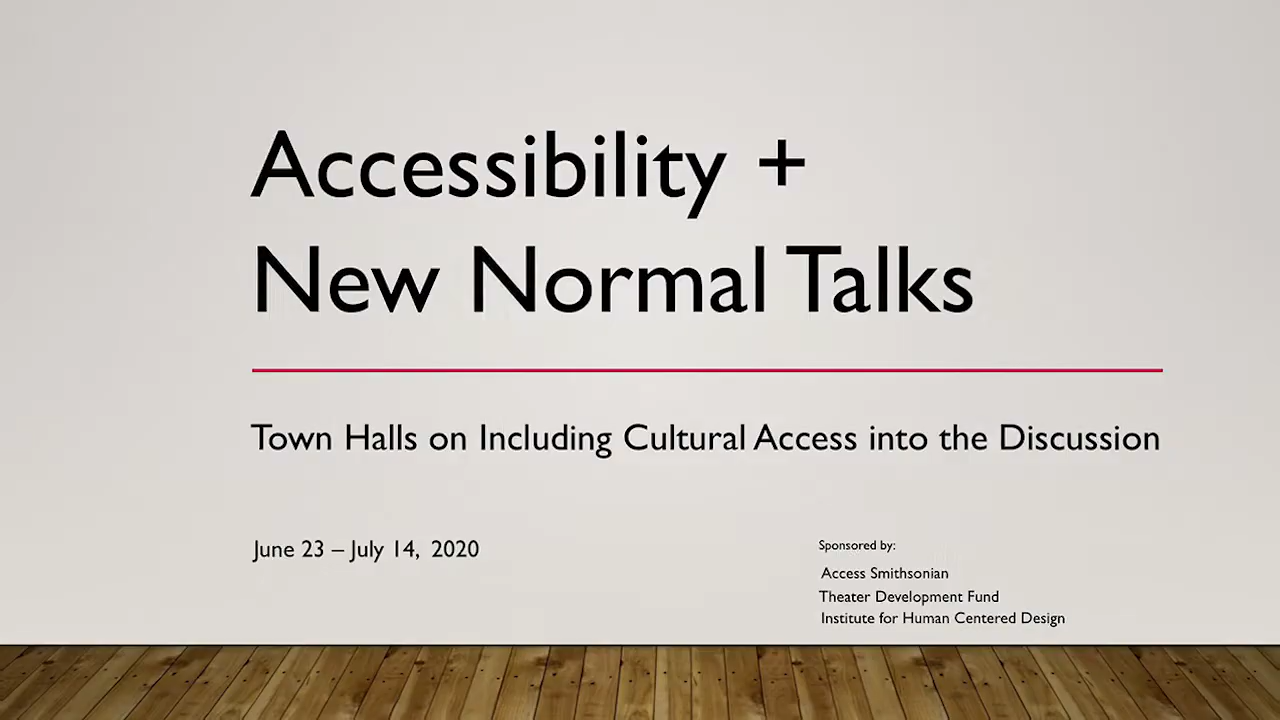 Accessibility +
New Normal Talks
Town Halls on Including Cultural Access into the Discussion
June 23 – July 14, 2020
Sponsored by:
Access Smithsonian
Theater Development Fund
Institute for Human Centered Design